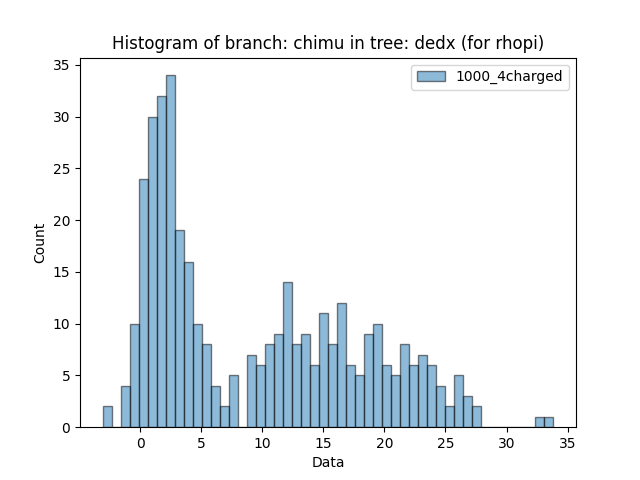 Histogram of branch: chimu in tree: dedx (for rhopi)
1000_4charged
35
30
25
20
15
10
5
0
Count
0 5 10 15 20 25 30 35
Data